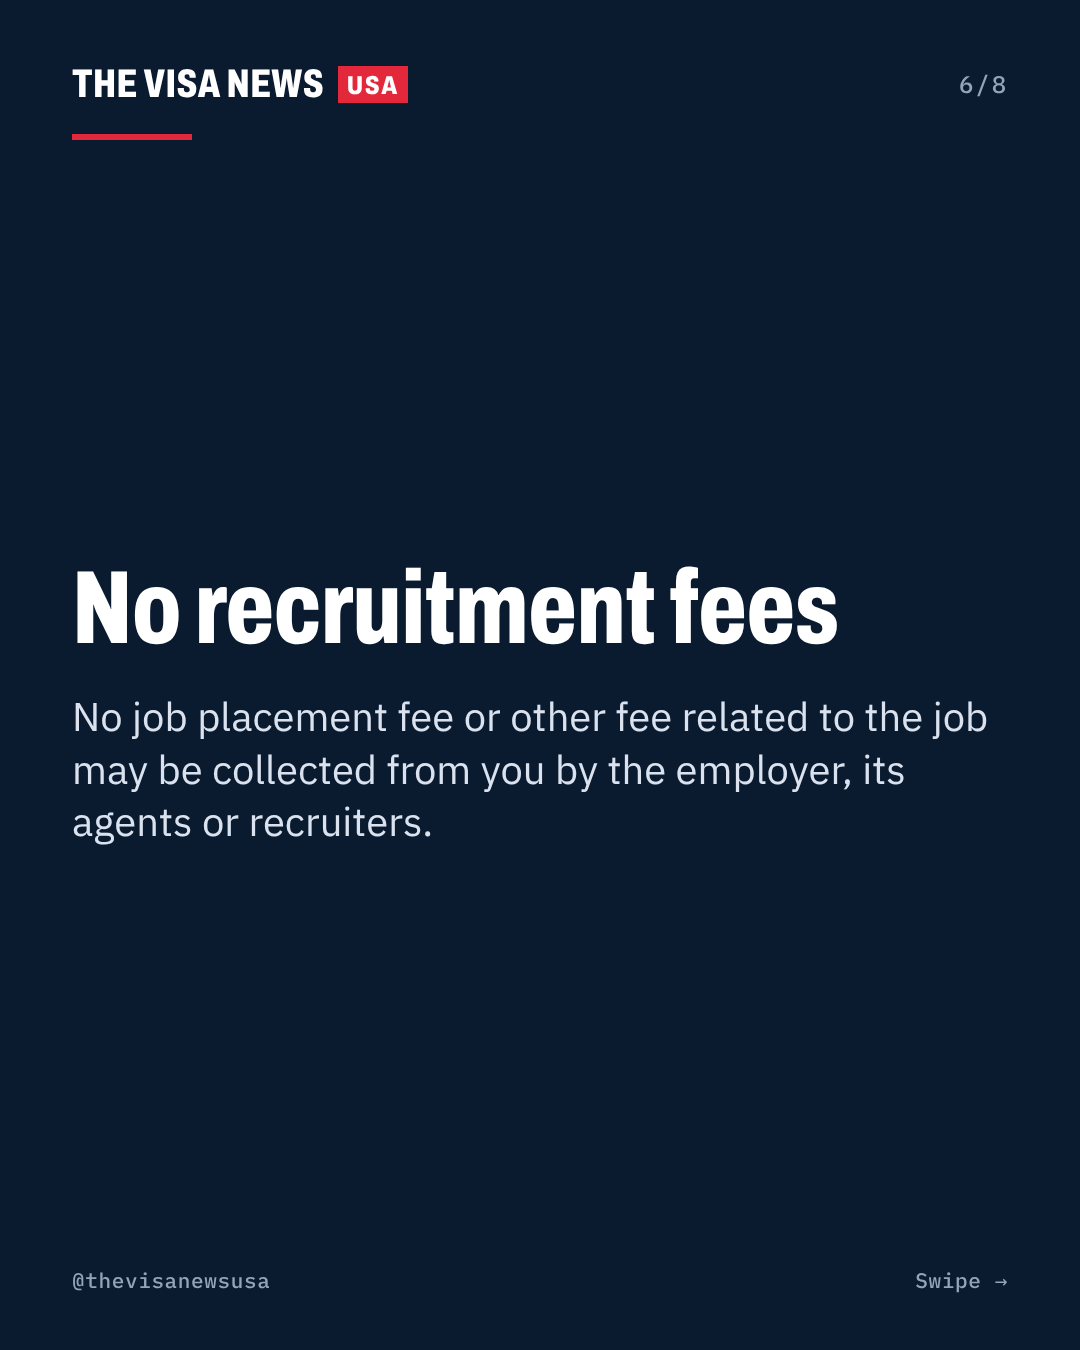 THE VISA NEWS USA
6/8
No recruitment fees
No job placement fee or other fee related to the job
may be collected from you by the employer, its
agents or recruiters.
@thevisanewsusa
Swipe →